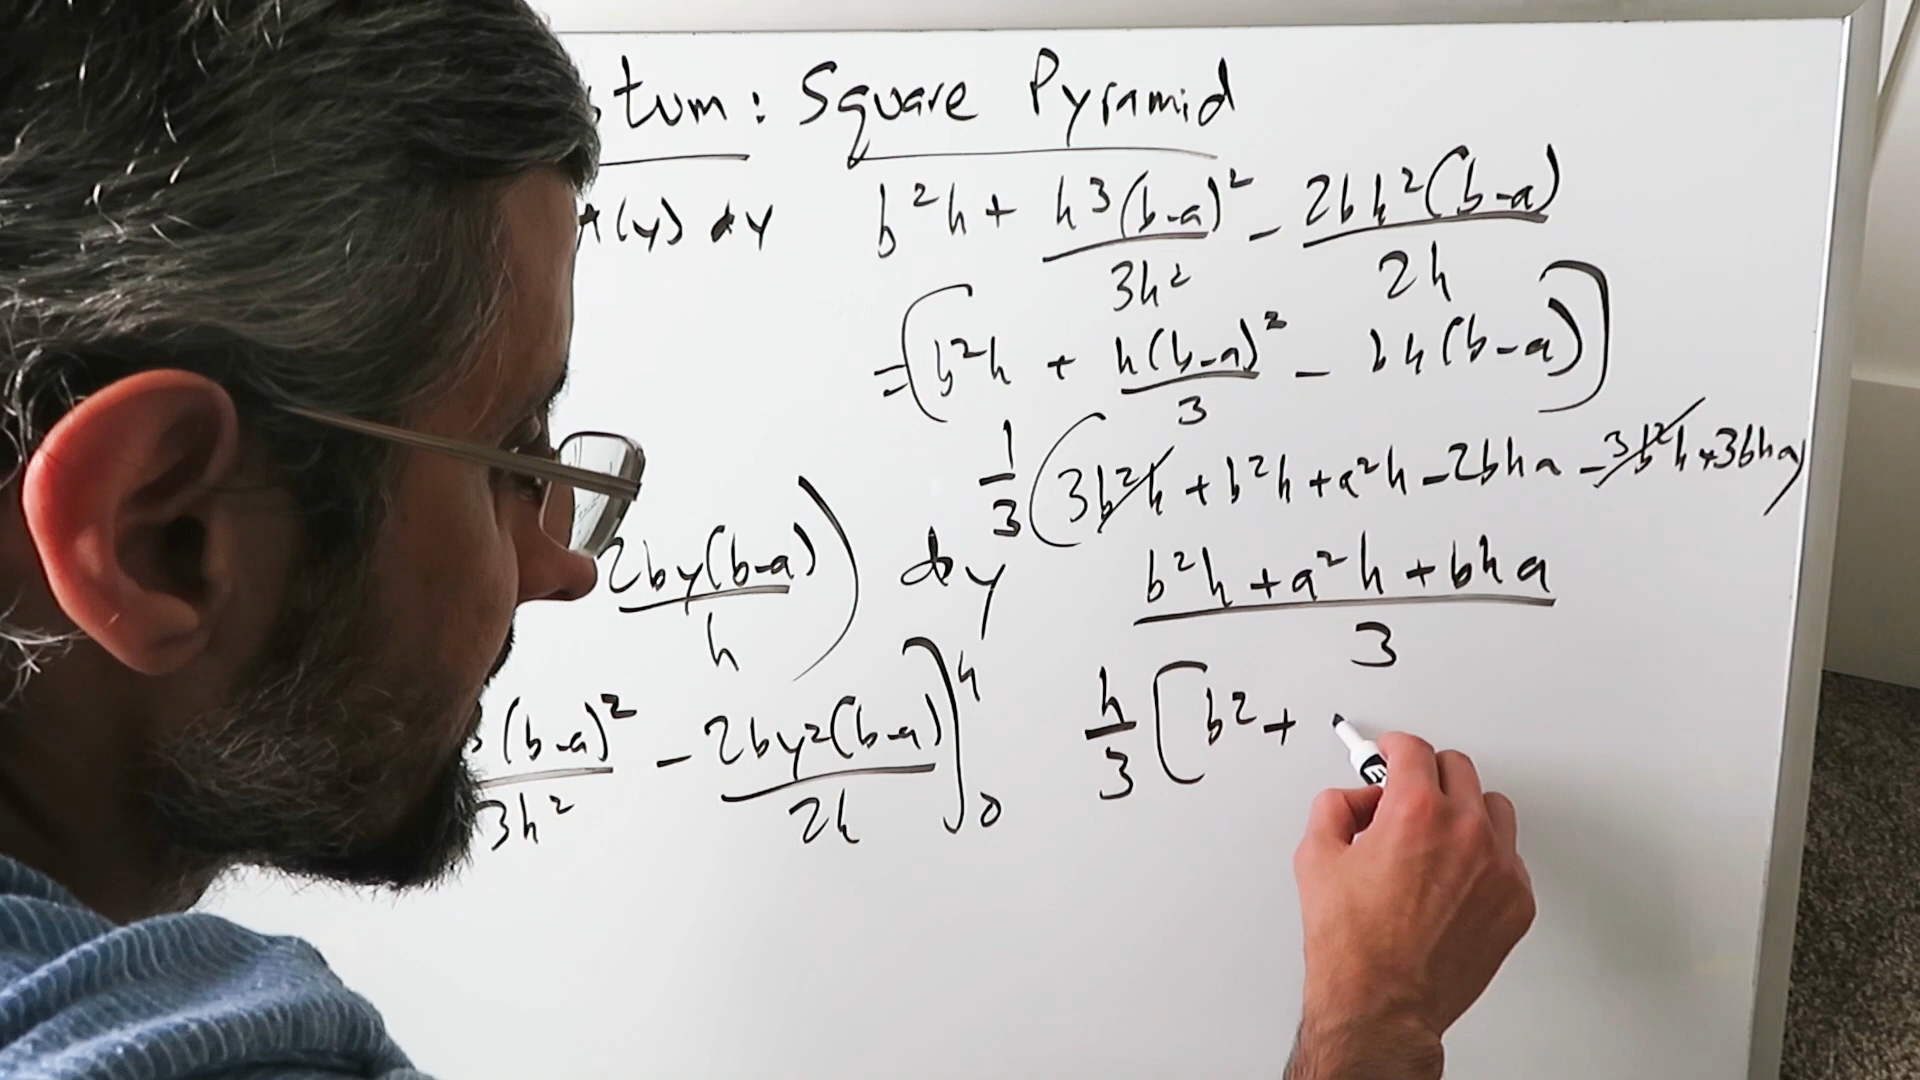 stum: Square Pyramid
A(y) dy
b²h + h³(b-a)²/3h² - 2bh²(b-a)/2h
= (b²h + h(b-a)²/3 - bh(b-a))
1/3 (3b²h + b²h + a²h - 2bha - 3b²h + 3bha)
2by(b-a)/h) dy
b²h + a²h + bha/3
(b-a)²/3h² - 2by²(b-a)/2h]₀ʰ
h/3 [b² +